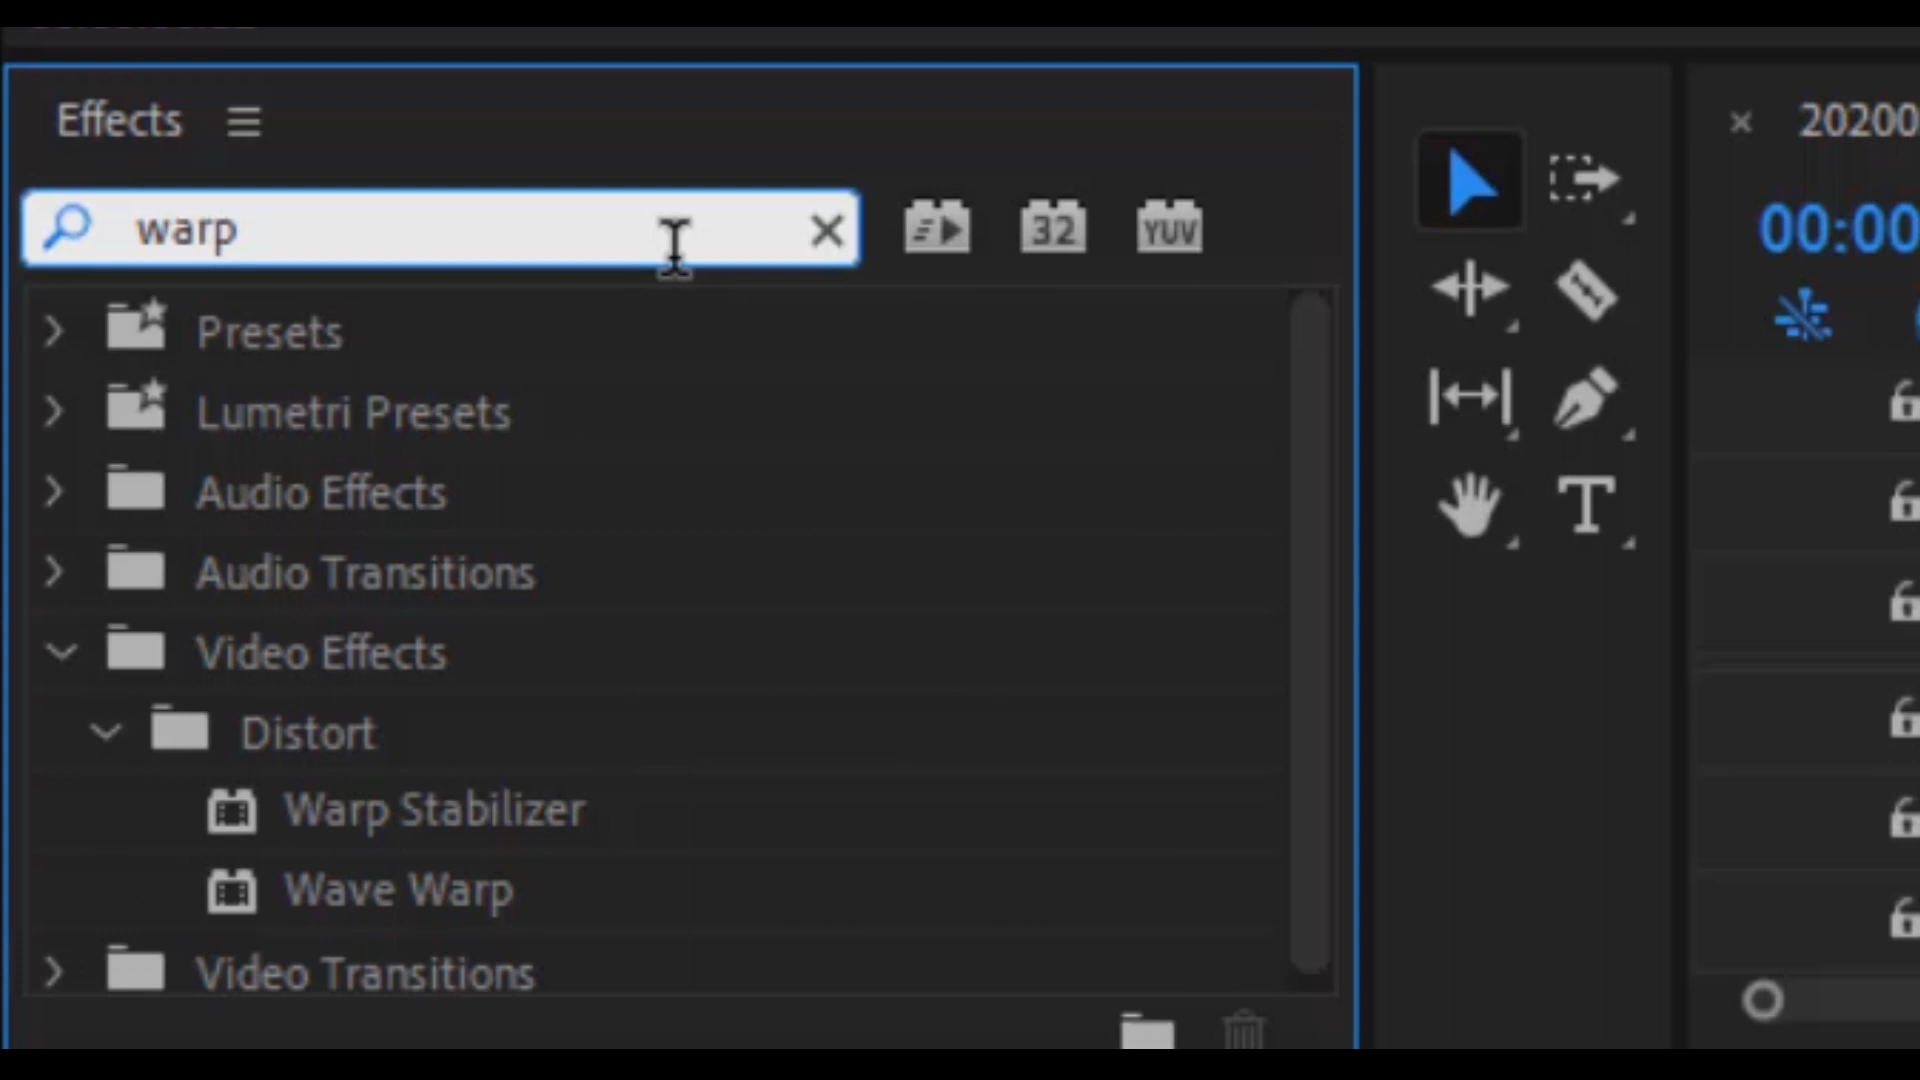 Effects
20200
warp
32
YUV
00:00
Presets
Lumetri Presets
Audio Effects
Audio Transitions
Video Effects
Distort
Warp Stabilizer
Wave Warp
Video Transitions